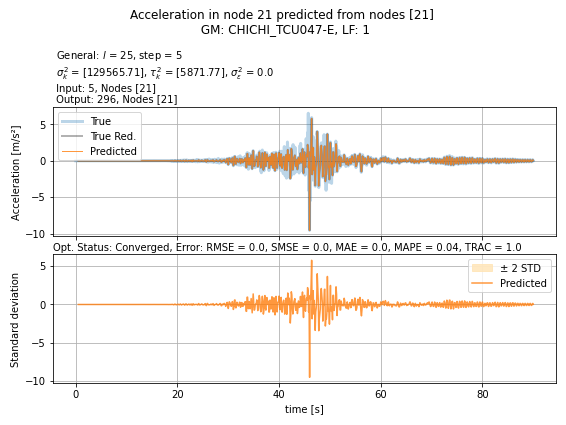 Acceleration in node 21 predicted from nodes [21]
GM: CHICHI_TCU047-E, LF: 1
General: l = 25, step = 5
σ²ₖ = [129565.71], τ²ₖ = [5871.77], σ²_ε = 0.0
Input: 5, Nodes [21]
Output: 296, Nodes [21]
5
0
−5
−10
Acceleration [m/s²]
True
True Red.
Predicted
Opt. Status: Converged, Error: RMSE = 0.0, SMSE = 0.0, MAE = 0.0, MAPE = 0.04, TRAC = 1.0
5
0
−5
−10
Standard deviation
± 2 STD
Predicted
0 20 40 60 80
time [s]